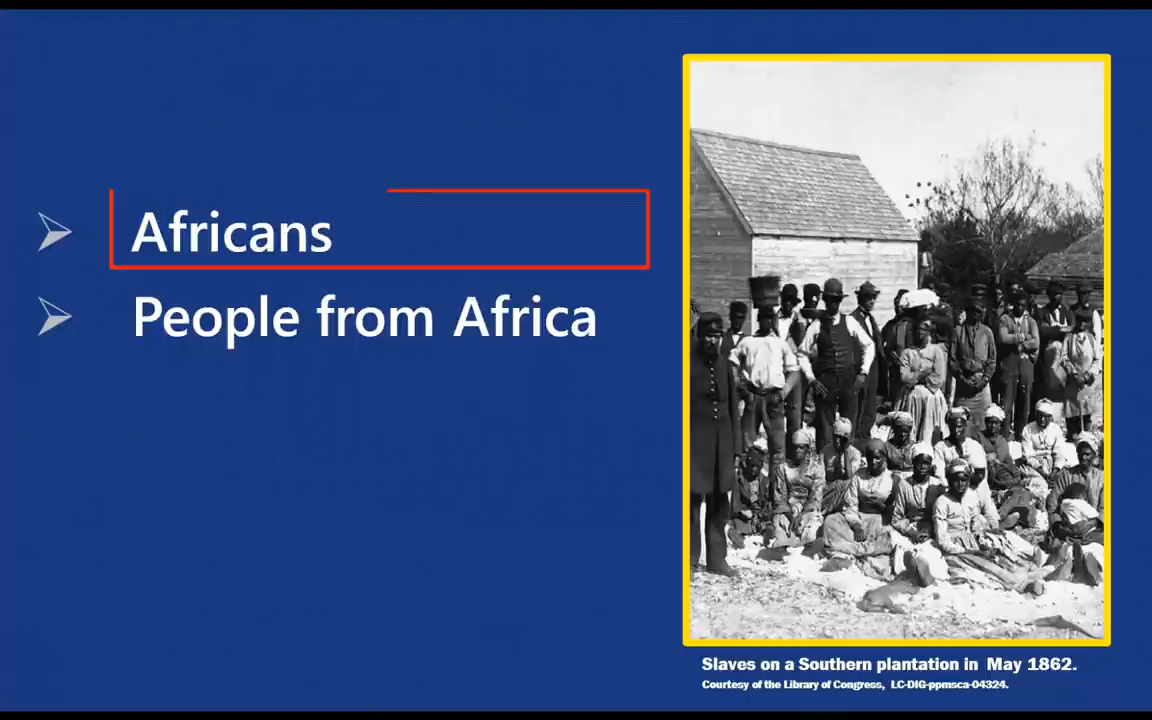 Africans
People from Africa
Slaves on a Southern plantation in May 1862.
Courtesy of the Library of Congress, LC-DIG-ppmsca-04324.